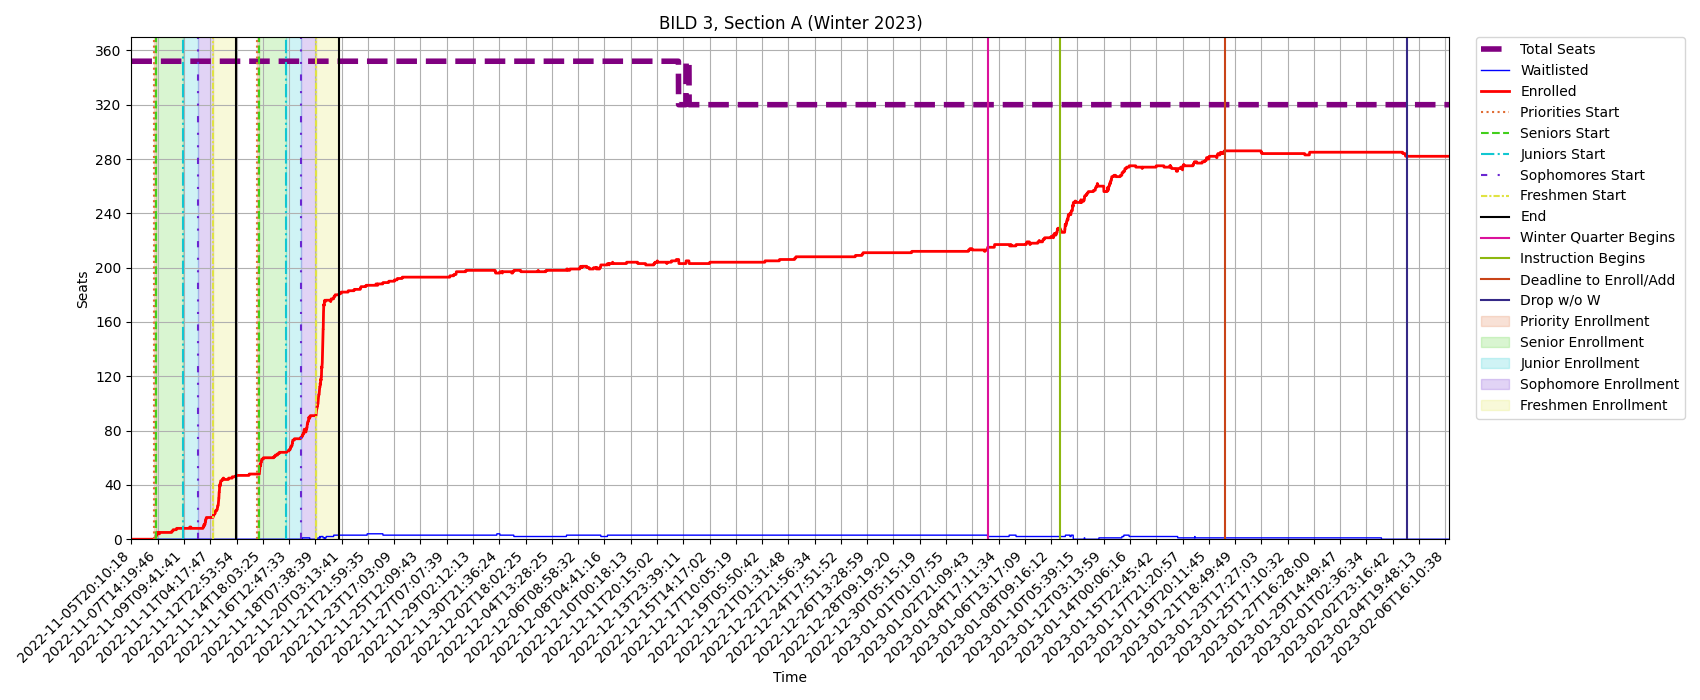 BILD 3, Section A (Winter 2023)
Seats
360
320
280
240
200
160
120
80
40
0
2022-11-05T20:10:18
2022-11-07T14:19:46
2022-11-09T09:41:41
2022-11-11T04:17:47
2022-11-12T22:53:54
2022-11-14T18:03:25
2022-11-16T12:47:33
2022-11-18T07:38:39
2022-11-20T03:13:41
2022-11-21T21:59:35
2022-11-23T17:03:09
2022-11-25T12:09:43
2022-11-27T07:07:39
2022-11-29T02:12:13
2022-11-30T21:36:24
2022-12-02T18:02:25
2022-12-04T13:28:25
2022-12-06T08:58:32
2022-12-08T04:41:16
2022-12-10T00:18:13
2022-12-11T20:15:02
2022-12-13T23:39:11
2022-12-15T14:17:02
2022-12-17T10:05:19
2022-12-19T05:50:42
2022-12-21T01:31:48
2022-12-22T21:56:34
2022-12-24T17:51:52
2022-12-26T13:28:59
2022-12-28T09:19:20
2022-12-30T05:15:19
2023-01-01T01:07:55
2023-01-02T21:09:43
2023-01-04T17:11:34
2023-01-06T13:17:09
2023-01-08T09:16:12
2023-01-10T05:39:15
2023-01-12T03:13:59
2023-01-14T00:06:16
2023-01-15T22:45:42
2023-01-17T21:20:57
2023-01-19T20:11:45
2023-01-21T18:49:49
2023-01-23T17:27:03
2023-01-25T17:10:32
2023-01-27T16:28:00
2023-01-29T14:49:47
2023-02-01T02:36:34
2023-02-02T23:16:42
2023-02-04T19:48:13
2023-02-06T16:10:38
Time
Total Seats
Waitlisted
Enrolled
Priorities Start
Seniors Start
Juniors Start
Sophomores Start
Freshmen Start
End
Winter Quarter Begins
Instruction Begins
Deadline to Enroll/Add
Drop w/o W
Priority Enrollment
Senior Enrollment
Junior Enrollment
Sophomore Enrollment
Freshmen Enrollment